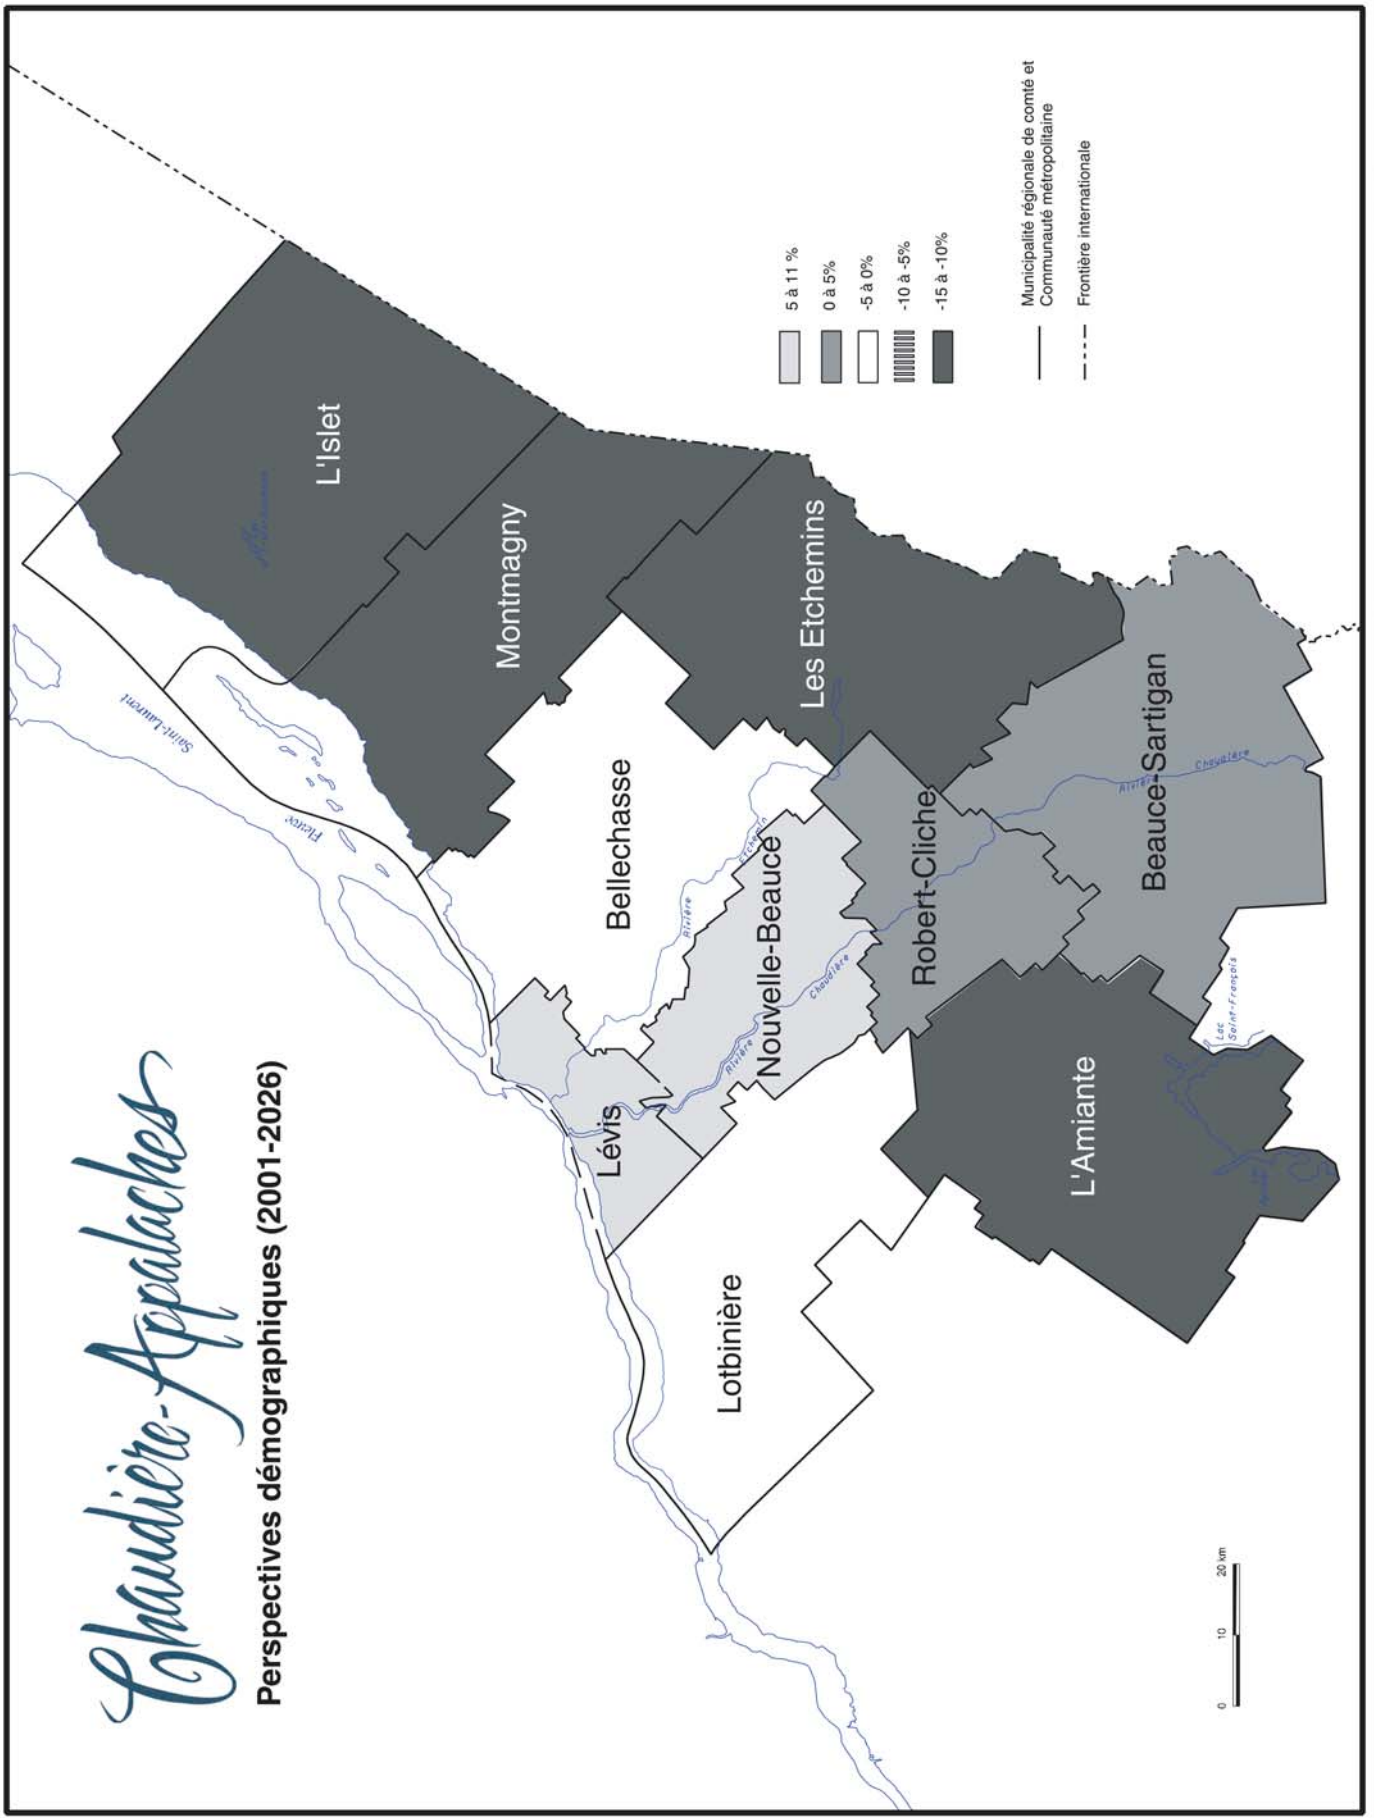 Chaudière-Appalaches
Perspectives démographiques (2001-2026)
Saint-Laurent
Fleuve
L'Islet
Montmagny
Les Etchemins
Bellechasse
Rivière
Etchemin
Nouvelle-Beauce
Rivière
Chaudière
Robert-Cliche
Beauce-Sartigan
Rivière
Chaudière
Lévis
Lotbinière
L'Amiante
Lac
Saint-François
5 à 11 %
0 à 5%
-5 à 0%
-10 à -5%
-15 à -10%
Municipalité régionale de comté et
Communauté métropolitaine
Frontière internationale
0 10 20 km